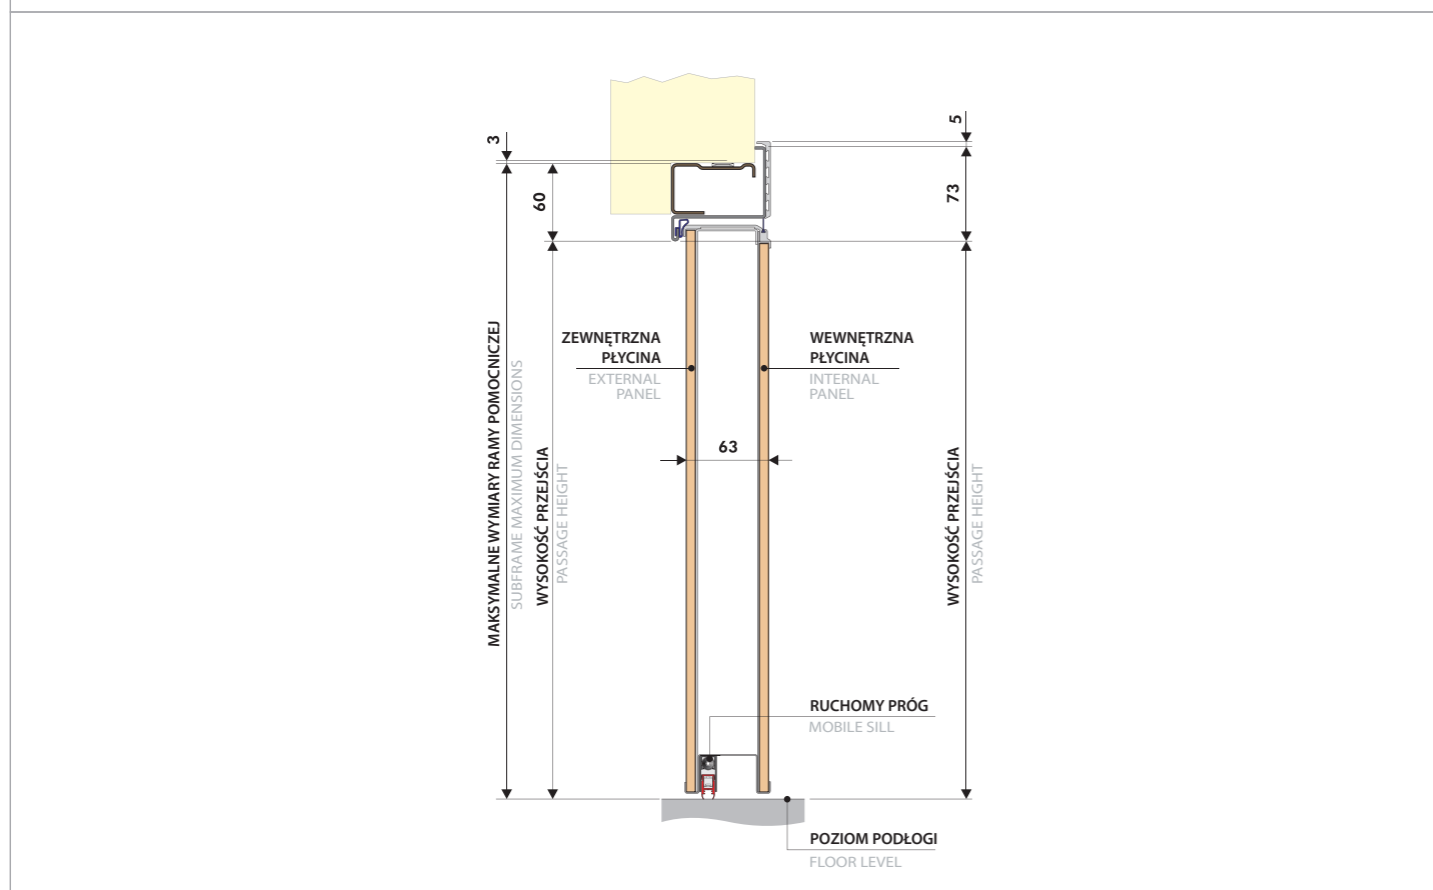 5
3
73
60
ZEWNĘTRZNA
PŁYCINA
EXTERNAL
PANEL
WEWNĘTRZNA
PŁYCINA
INTERNAL
PANEL
MAKSYMALNE WYMIARY RAMY POMOCNICZEJ
SUBFRAME MAXIMUM DIMENSIONS
WYSOKOŚĆ PRZEJŚCIA
PASSAGE HEIGHT
63
WYSOKOŚĆ PRZEJŚCIA
PASSAGE HEIGHT
RUCHOMY PRÓG
MOBILE SILL
POZIOM PODŁOGI
FLOOR LEVEL